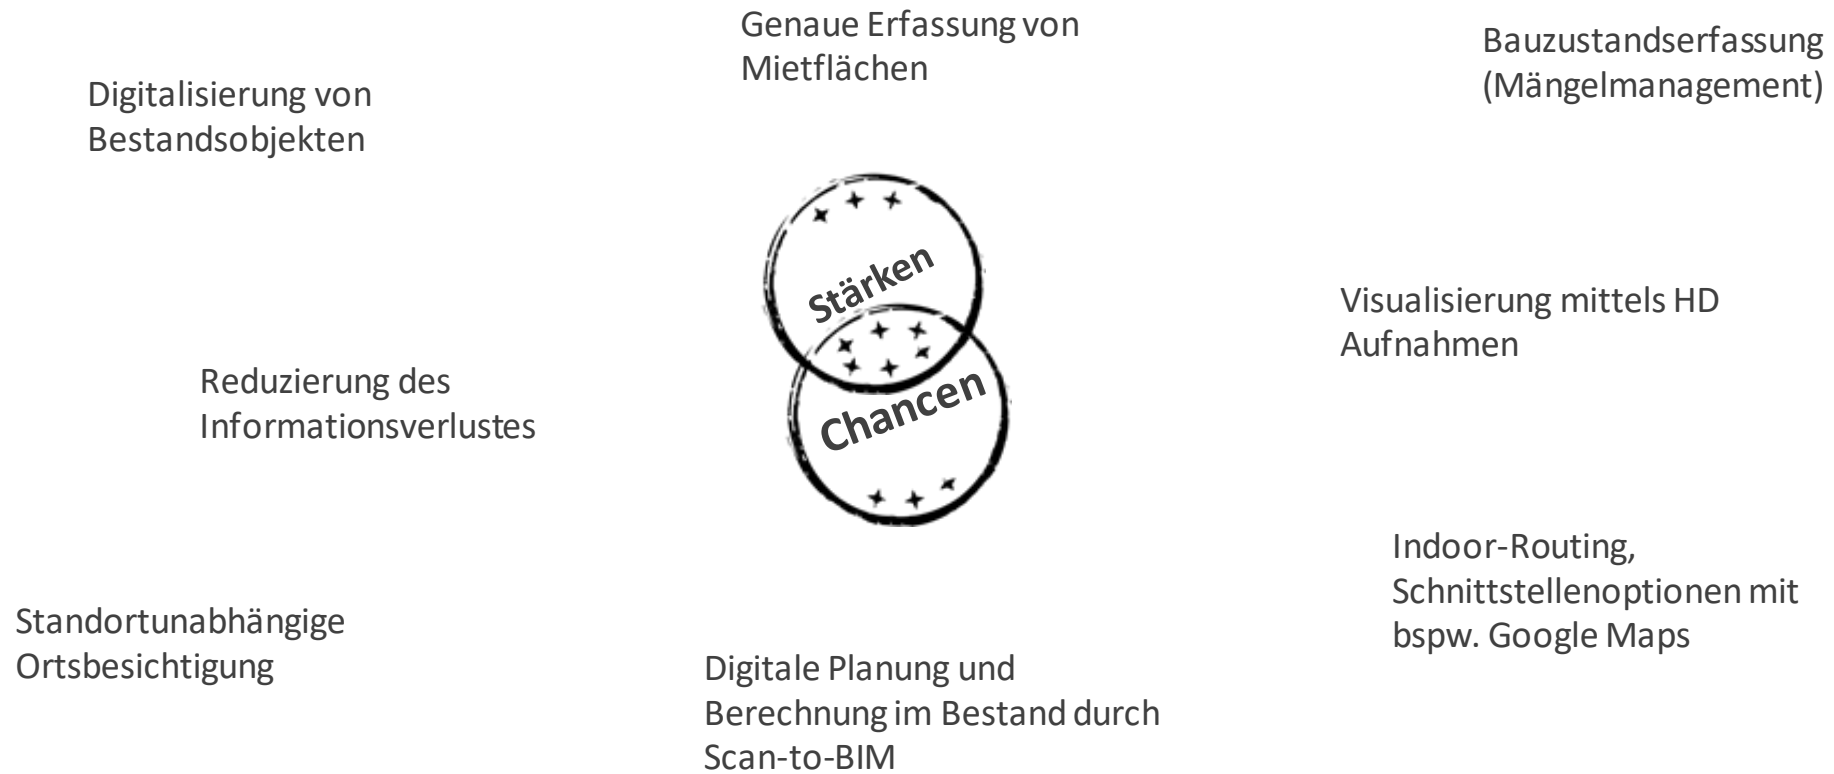 Genaue Erfassung von
Mietflächen
Bauzustandserfassung
(Mängelmanagement)
Digitalisierung von
Bestandsobjekten
Stärken
Chancen
Visualisierung mittels HD
Aufnahmen
Reduzierung des
Informationsverlustes
Indoor-Routing,
Schnittstellenoptionen mit
bspw. Google Maps
Standortunabhängige
Ortsbesichtigung
Digitale Planung und
Berechnung im Bestand durch
Scan-to-BIM